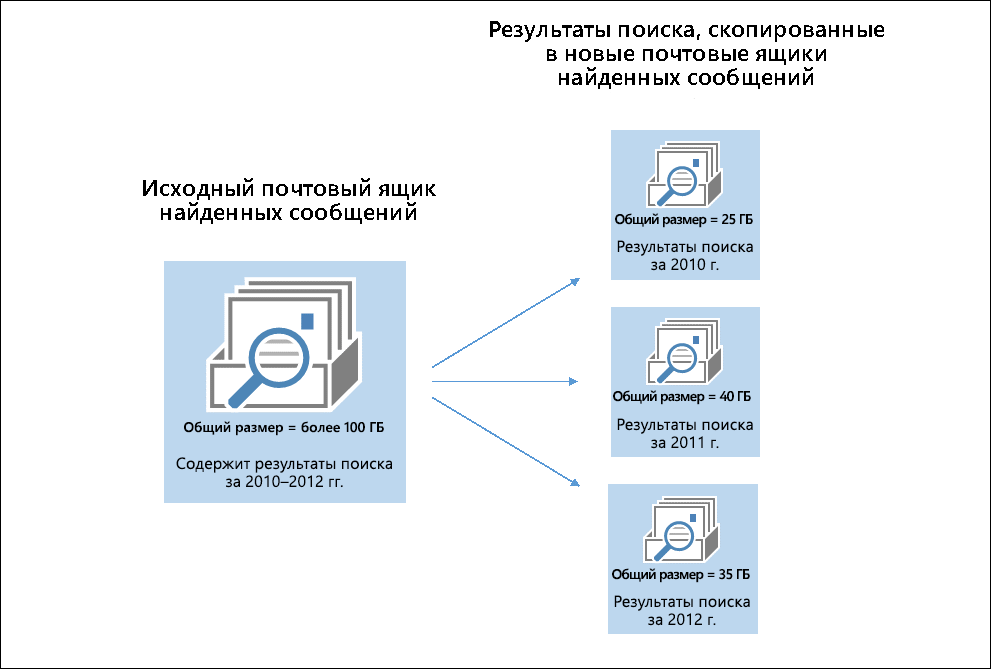 Результаты поиска, скопированные
в новые почтовые ящики
найденных сообщений
Исходный почтовый ящик
найденных сообщений
Общий размер = более 100 ГБ
Содержит результаты поиска
за 2010–2012 гг.
Общий размер = 25 ГБ
Результаты поиска
за 2010 г.
Общий размер = 40 ГБ
Результаты поиска
за 2011 г.
Общий размер = 35 ГБ
Результаты поиска
за 2012 г.